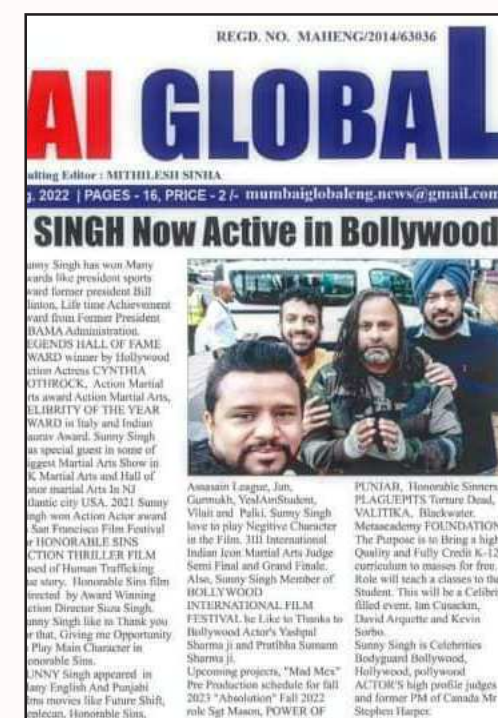 REGD. NO. MAHENG/2014/63036
AI GLOBAL
ulting Editor : MITHILESH SINHA
g. 2022 | PAGES - 16, PRICE - 2 /- mumbaiglobaleng.news@gmail.com
SINGH Now Active in Bollywood
unny Singh has won Many
wards like president sports
ward former president Bill
linton, Life time Achievement
ward from Former President
BAMA Administration.
EGENDS HALL OF FAME
WARD winner by Hollywood
ction Actress CYNTHIA
OTHROCK, Action Martial
rts award Action Martial Arts,
ELIBRITY OF THE YEAR
WARD in Italy and Indian
aurav Award. Sunny Singh
as special guest in some of
iggest Martial Arts Show in
K Martial Arts and Hall of
onor martial Arts In NJ
tlantic city USA. 2021 Sunny
ingh won Action Actor award
San Francisco Film Festival
r HONORABLE SINS
CTION THRILLER FILM
ased of Human Trafficking
ue story. Honorable Sins film
irected by Award Winning
ction Director Suza Singh.
unny Singh like to Thank you
r that, Giving me Opportunity
Play Main Character in
onorable Sins.
UNNY Singh appeared in
any English And Punjabi
lms movies like Future Shift,
Honorable Sins,
Assasain League, Jan,
Gurmukh, YesIAmStudent,
Vilait and Palki. Sunny Singh
love to play Negitive Character
in the Film. 3III International
Indian Icon Martial Arts Judge
Semi Final and Grand Finale.
Also, Sunny Singh Member of
HOLLYWOOD
INTERNATIONAL FILM
FESTIVAL he Like to Thanks to
Bollywood Actor's Yashpal
Sharma ji and Pratibha Sumann
Sharma ji.
Upcoming projects, "Mad Mex"
Pre Production schedule for fall
2023 "Absolution" Fall 2022
role Sgt Mason, POWER OF
PUNJAB, Honorable Sinners
PLAGUEPITS Torture Dead,
VALITIKA, Blackwater.
Metaacademy FOUNDATION
The Purpose is to Bring a high
Quality and Fully Credit K-12
curriculum to masses for free.
Role will teach a classes to the
Student. This will be a Celibri
filled event. Ian Cusackm,
David Arquette and Kevin
Sorbo.
Sunny Singh is Celebrities
Bodyguard Bollywood,
Hollywood, pollywood
ACTOR'S high profile judges
and former PM of Canada Mr
Stephen Harper.